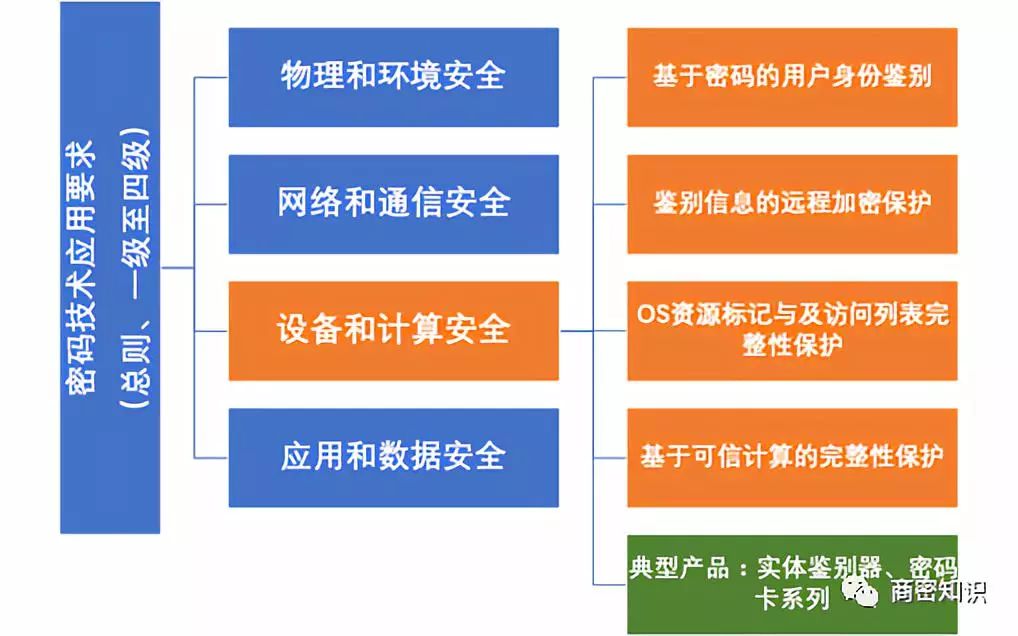 密码技术应用要求
(总则、一级至四级)
物理和环境安全
网络和通信安全
设备和计算安全
应用和数据安全
基于密码的用户身份鉴别
鉴别信息的远程加密保护
OS资源标记与及访问列表完
整性保护
基于可信计算的完整性保护
典型产品：实体鉴别器、密码
卡系列
商密知识